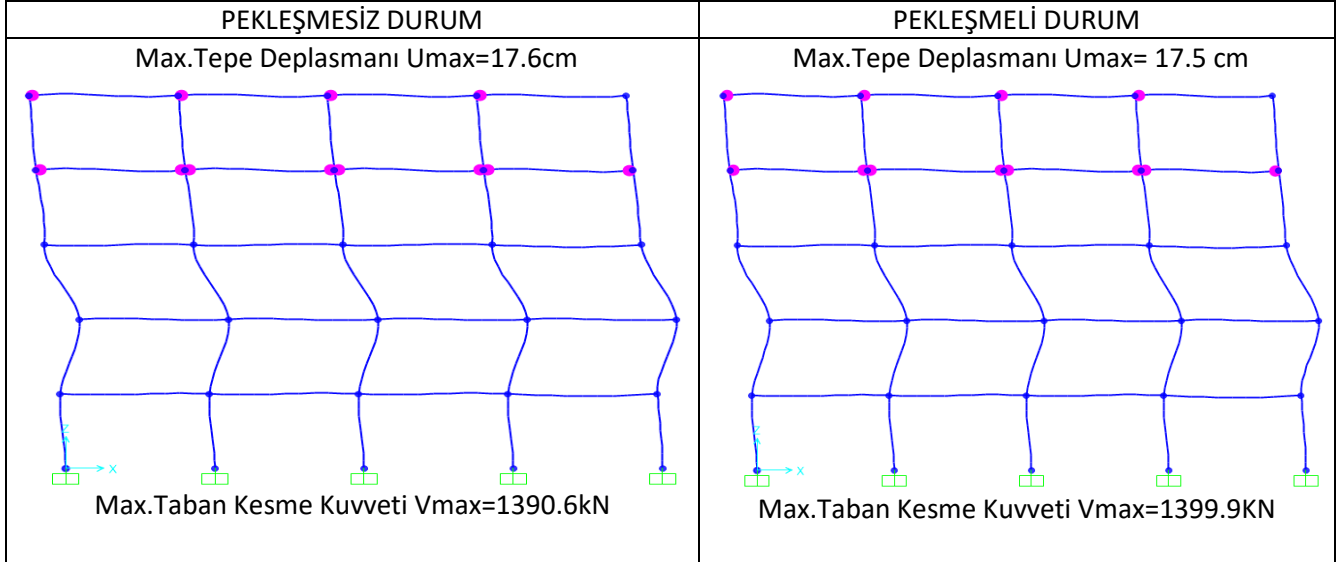 PEKLEŞMESİZ DURUM
Max.Tepe Deplasmanı Umax=17.6cm
X
Max.Taban Kesme Kuvveti Vmax=1390.6kN
PEKLEŞMELİ DURUM
Max.Tepe Deplasmanı Umax= 17.5 cm
X
Max.Taban Kesme Kuvveti Vmax=1399.9KN